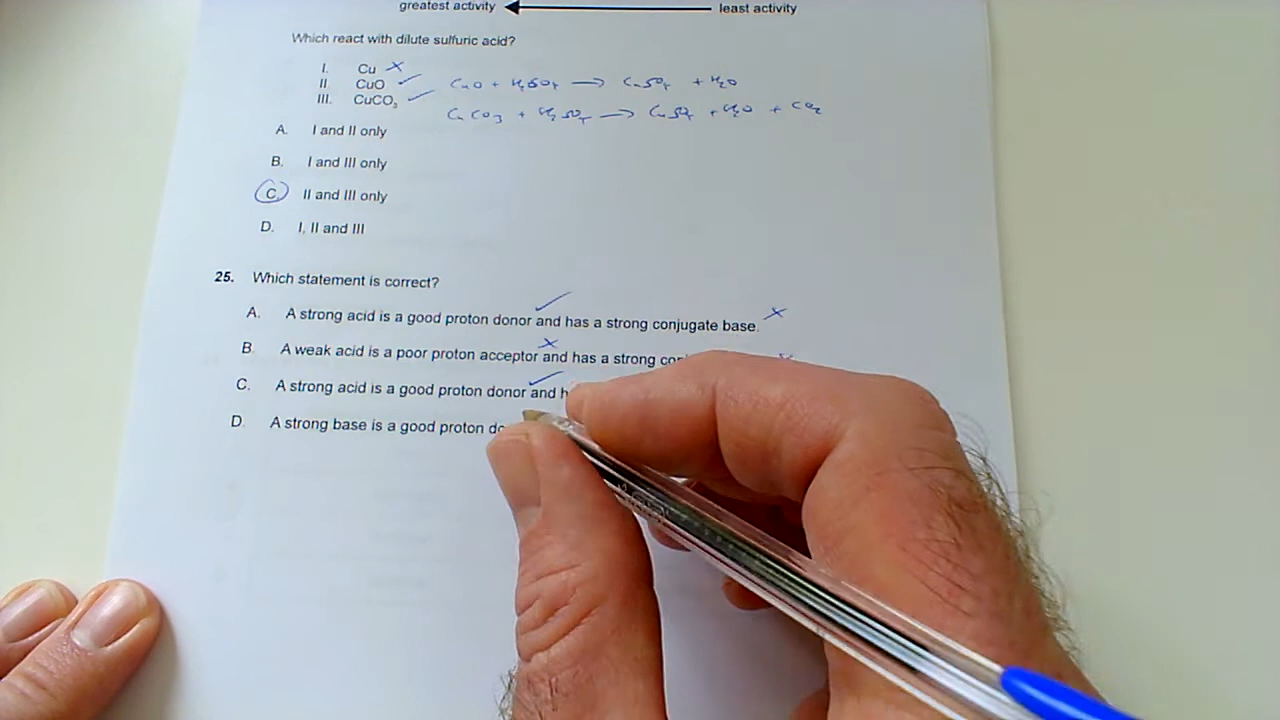 greatest activity least activity
Which react with dilute sulfuric acid?
I. Cu ✗
II. CuO ✓ CuO + H₂SO₄ → CuSO₄ + H₂O
III. CuCO₃ ✓ CuCO₃ + H₂SO₄ → CuSO₄ + H₂O + CO₂
A. I and II only
B. I and III only
C. II and III only
D. I, II and III
25. Which statement is correct?
A. A strong acid is a good proton donor and has a strong conjugate base.
B. A weak acid is a poor proton acceptor and has a strong
C. A strong acid is a good proton donor and
D. A strong base is a good proton